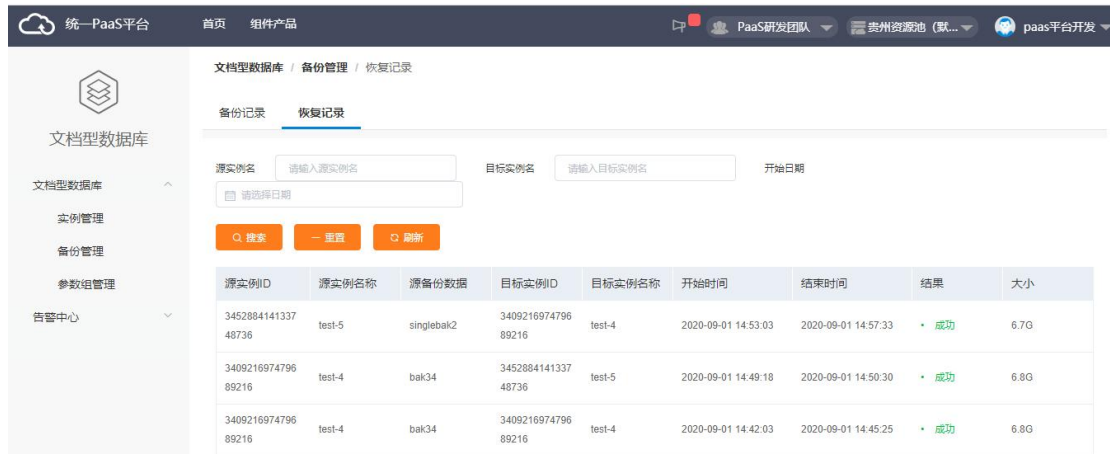 统一PaaS平台 首页 组件产品 PaaS研发团队 贵州资源池（默... paas平台开发
文档型数据库 / 备份管理 / 恢复记录
备份记录 恢复记录
文档型数据库
文档型数据库
实例管理
备份管理
参数组管理
告警中心
源实例名 请输入源实例名 目标实例名 请输入目标实例名 开始日期
请选择日期
搜索 重置 刷新
源实例ID 源实例名称 源备份数据 目标实例ID 目标实例名称 开始时间 结束时间 结果 大小
3452884141337
48736 test-5 singlebak2 3409216974796
89216 test-4 2020-09-01 14:53:03 2020-09-01 14:57:33 成功 6.7G
3409216974796
89216 test-4 bak34 3452884141337
48736 test-5 2020-09-01 14:49:18 2020-09-01 14:50:30 成功 6.8G
3409216974796
89216 test-4 bak34 3409216974796
89216 test-4 2020-09-01 14:42:03 2020-09-01 14:45:25 成功 6.8G